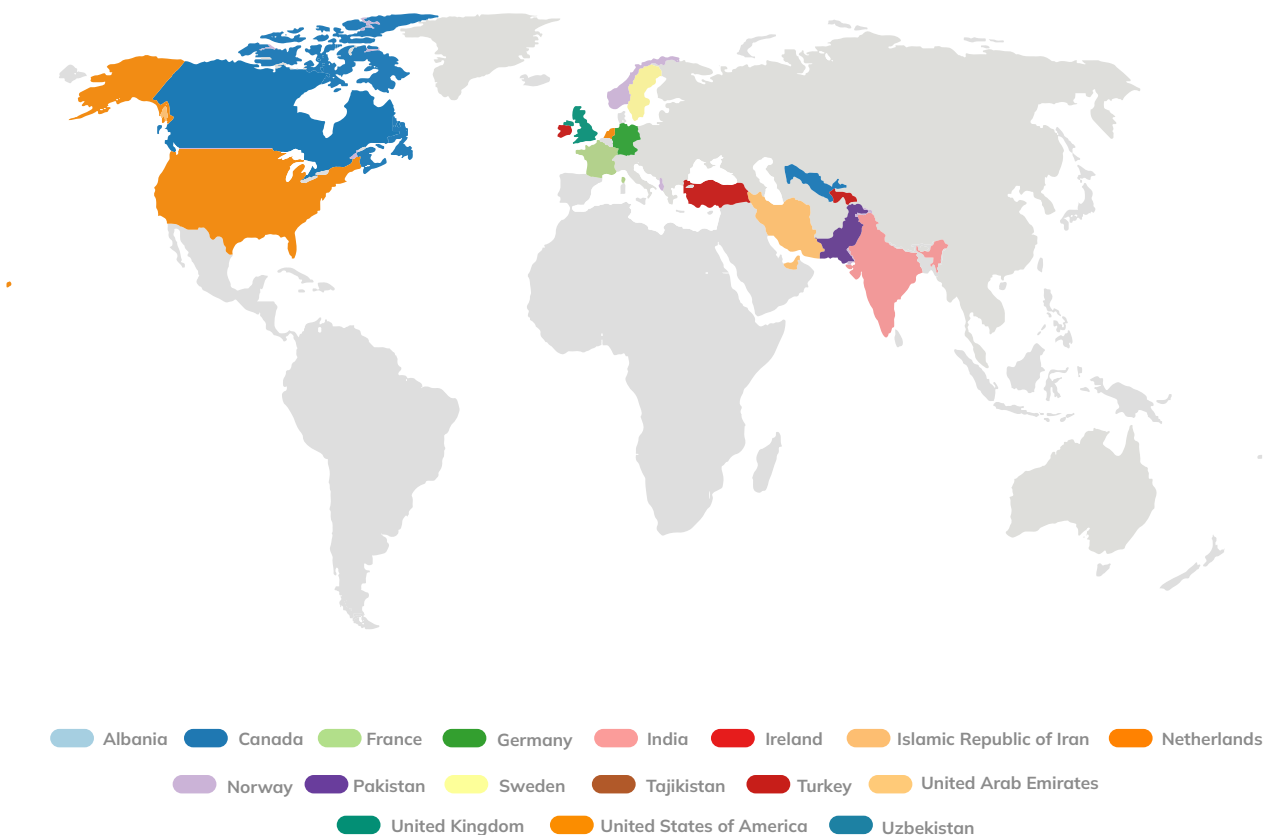 Albania Canada France Germany India Ireland Islamic Republic of Iran Netherlands
Norway Pakistan Sweden Tajikistan Turkey United Arab Emirates
United Kingdom United States of America Uzbekistan